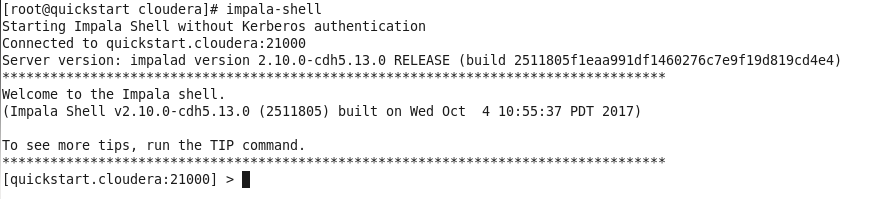 [root@quickstart cloudera]# impala-shell
Starting Impala Shell without Kerberos authentication
Connected to quickstart.cloudera:21000
Server version: impalad version 2.10.0-cdh5.13.0 RELEASE (build 2511805f1eaa991df1460276c7e9f19d819cd4e4)
***********************************************************************************
Welcome to the Impala shell.
(Impala Shell v2.10.0-cdh5.13.0 (2511805) built on Wed Oct  4 10:55:37 PDT 2017)

To see more tips, run the TIP command.
***********************************************************************************
[quickstart.cloudera:21000] >